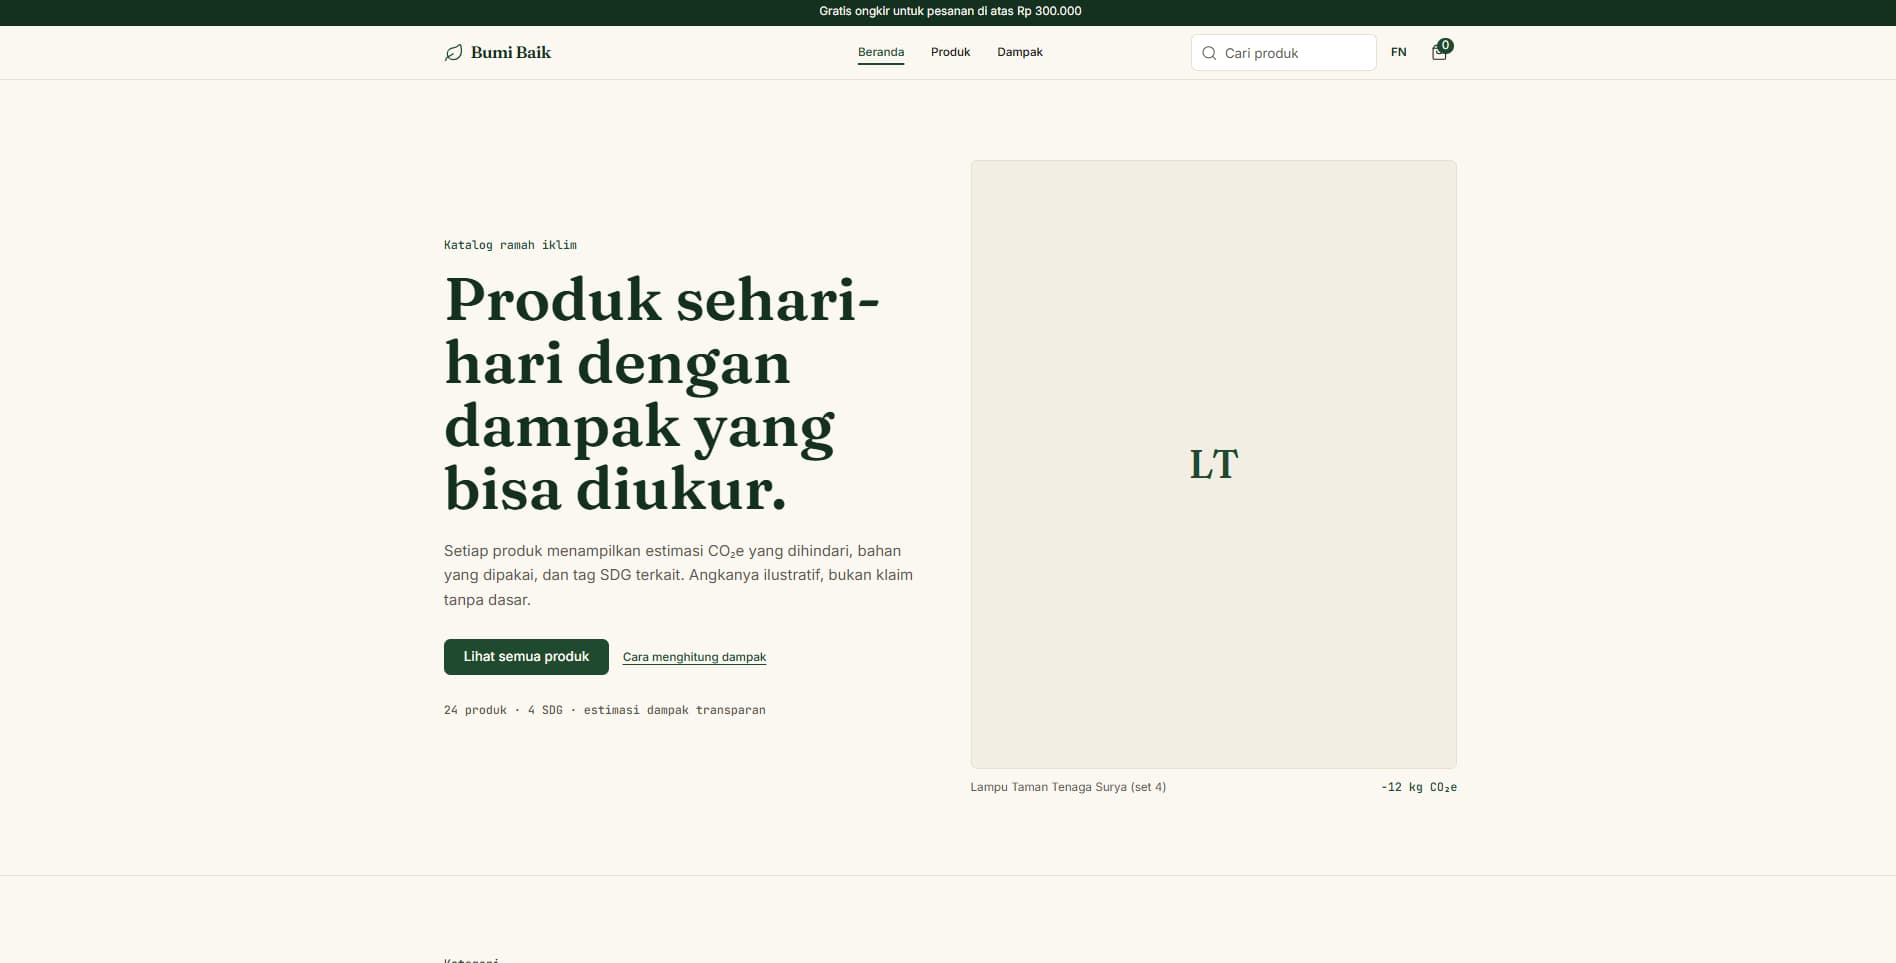 Gratis ongkir untuk pesanan di atas Rp 300.000
Bumi Baik
Beranda
Produk
Dampak
Cari produk
FN
0
Katalog ramah iklim
Produk sehari-
hari dengan
dampak yang
bisa diukur.
Setiap produk menampilkan estimasi CO₂e yang dihindari, bahan
yang dipakai, dan tag SDG terkait. Angkanya ilustratif, bukan klaim
tanpa dasar.
Lihat semua produk
Cara menghitung dampak
24 produk · 4 SDG · estimasi dampak transparan
LT
Lampu Taman Tenaga Surya (set 4)
-12 kg CO₂e